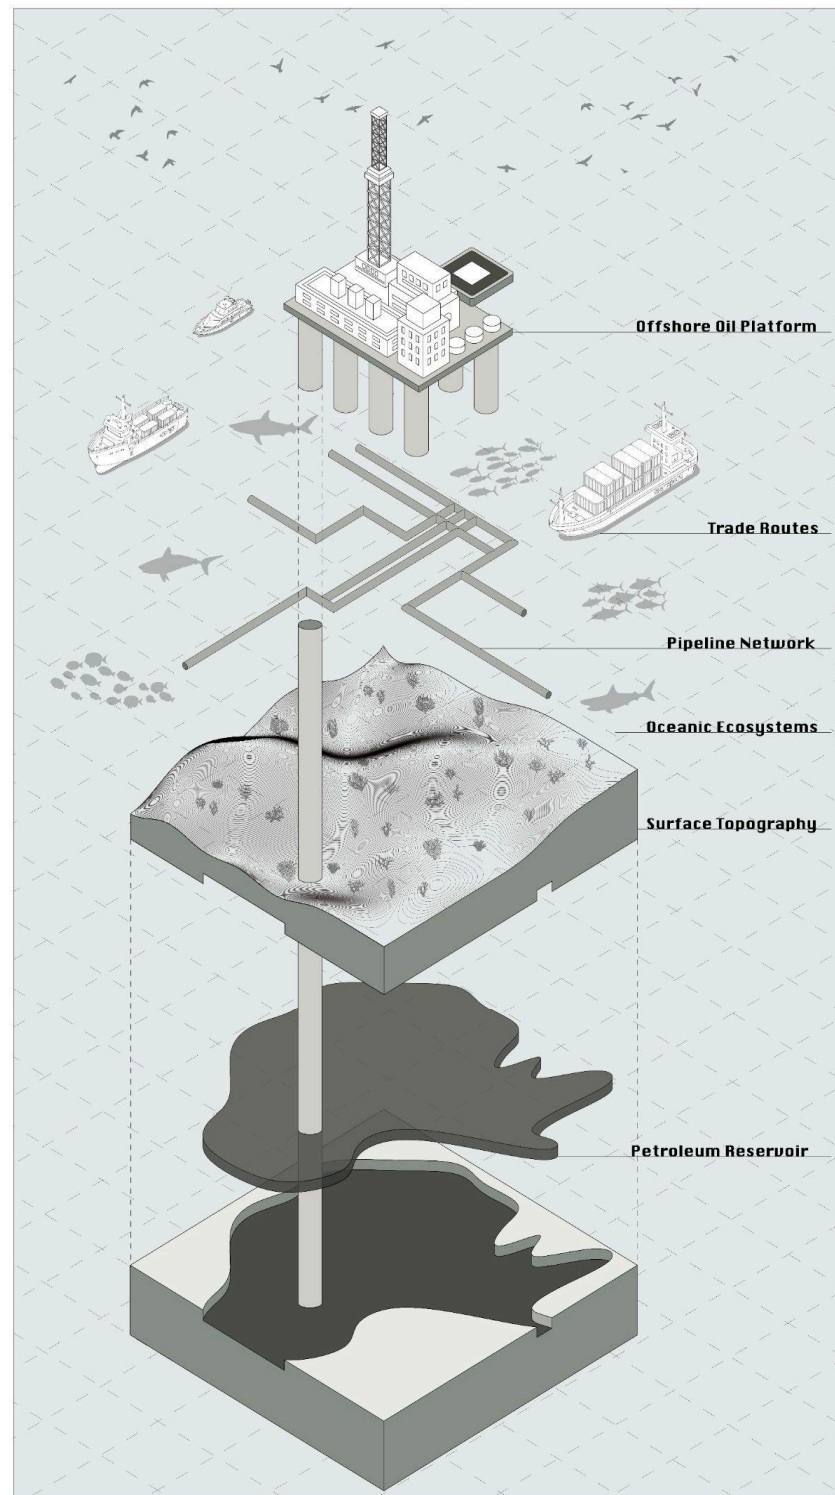 Offshore Oil Platform
Trade Routes
Pipeline Network
Oceanic Ecosystems
Surface Topography
Petroleum Reservoir